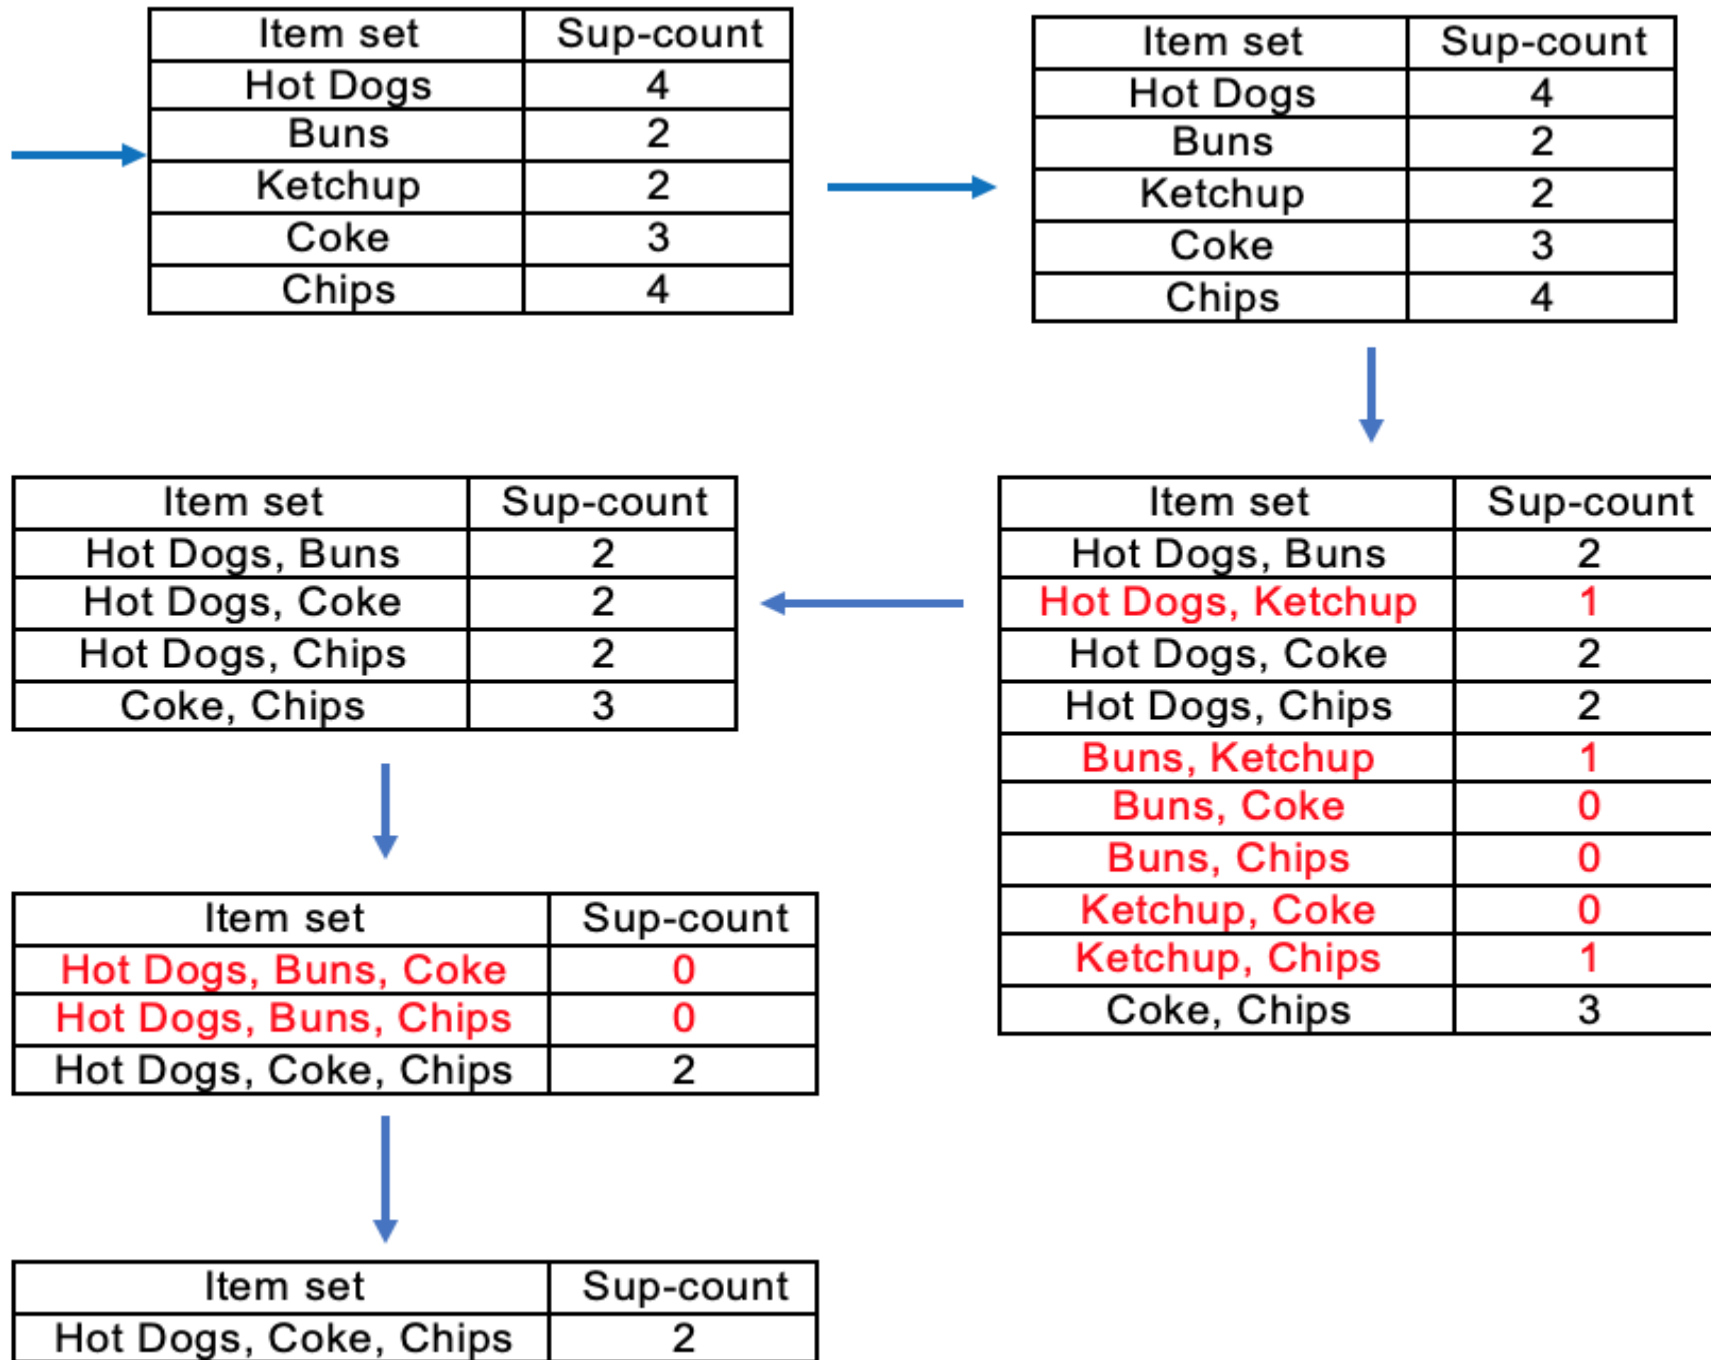 Item set Sup-count
Hot Dogs 4
Buns 2
Ketchup 2
Coke 3
Chips 4
Item set Sup-count
Hot Dogs 4
Buns 2
Ketchup 2
Coke 3
Chips 4
Item set Sup-count
Hot Dogs, Buns 2
Hot Dogs, Ketchup 1
Hot Dogs, Coke 2
Hot Dogs, Chips 2
Buns, Ketchup 1
Buns, Coke 0
Buns, Chips 0
Ketchup, Coke 0
Ketchup, Chips 1
Coke, Chips 3
Item set Sup-count
Hot Dogs, Buns 2
Hot Dogs, Coke 2
Hot Dogs, Chips 2
Coke, Chips 3
Item set Sup-count
Hot Dogs, Buns, Coke 0
Hot Dogs, Buns, Chips 0
Hot Dogs, Coke, Chips 2
Item set Sup-count
Hot Dogs, Coke, Chips 2